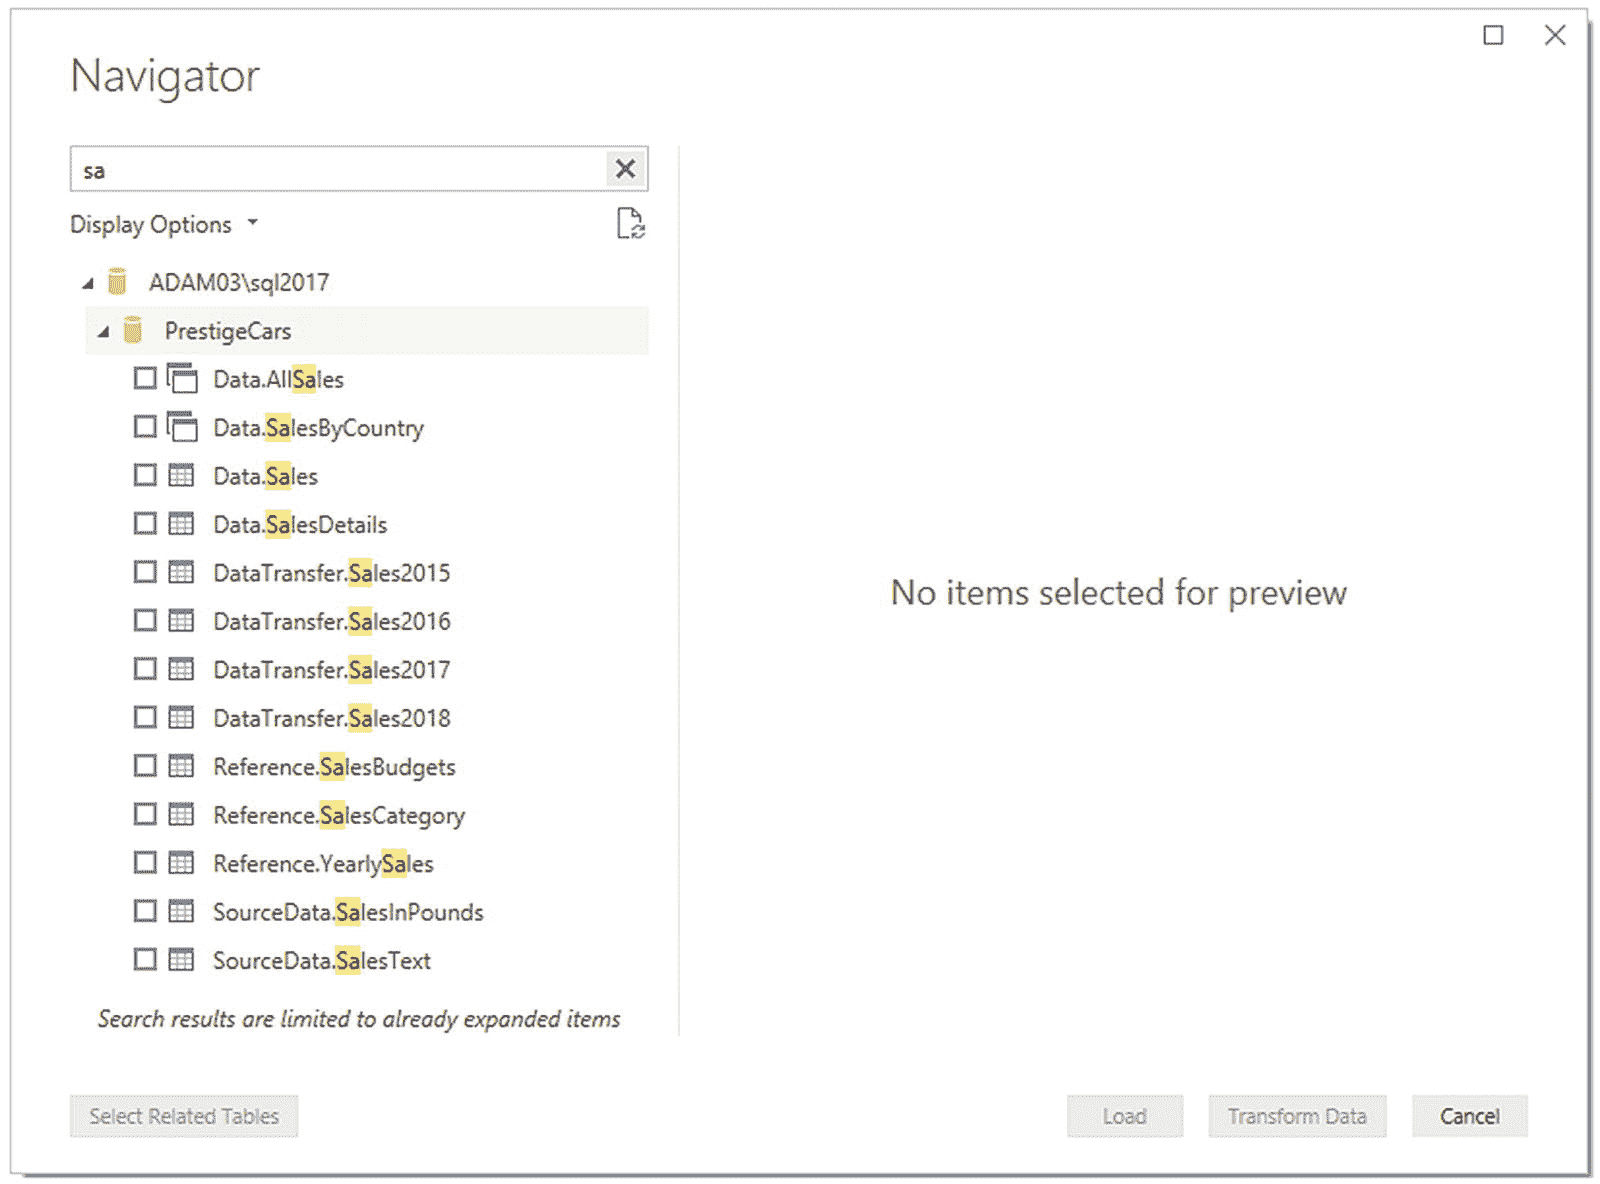 Navigator
sa
Display Options
ADAM03\sql2017
PrestigeCars
Data.AllSales
Data.SalesByCountry
Data.Sales
Data.SalesDetails
DataTransfer.Sales2015
DataTransfer.Sales2016
DataTransfer.Sales2017
DataTransfer.Sales2018
Reference.SalesBudgets
Reference.SalesCategory
Reference.YearlySales
SourceData.SalesInPounds
SourceData.SalesText
Search results are limited to already expanded items
No items selected for preview
Select Related Tables
Load
Transform Data
Cancel